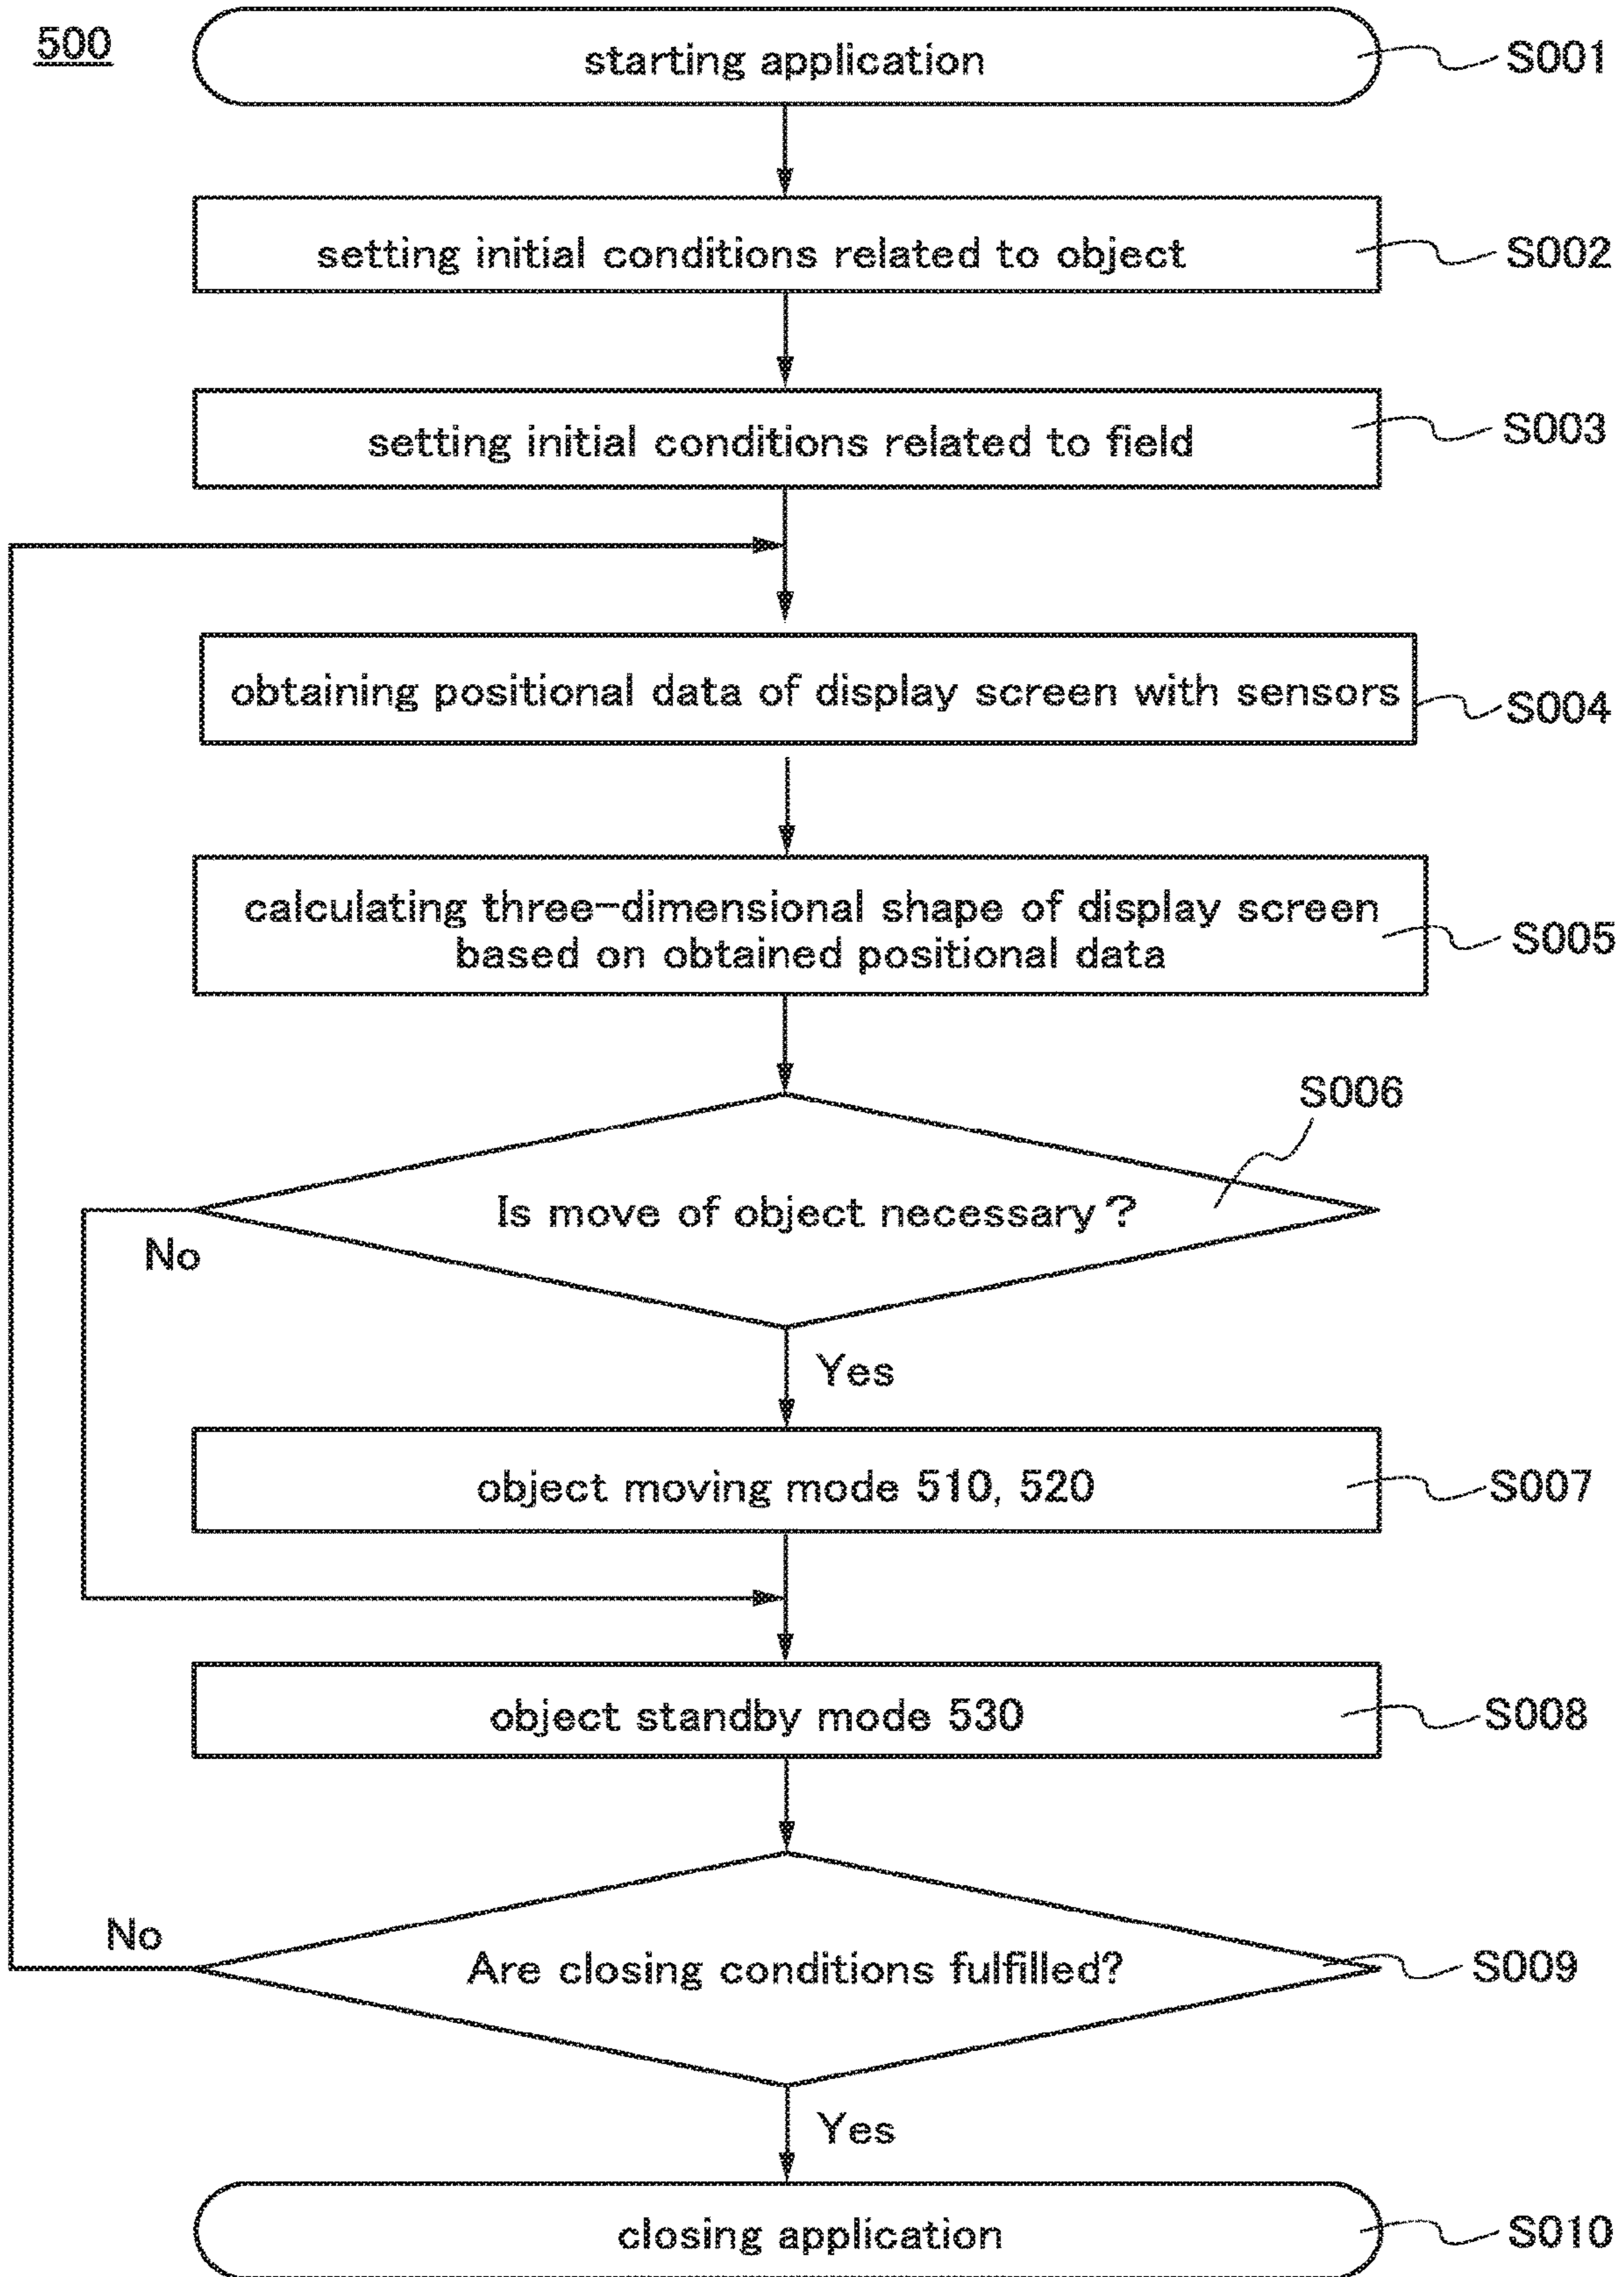 500
starting application
S001
setting initial conditions related to object
S002
setting initial conditions related to field
S003
obtaining positional data of display screen with sensors
S004
calculating three-dimensional shape of display screen
based on obtained positional data
S005
S006
Is move of object necessary?
No
Yes
object moving mode 510, 520
S007
object standby mode 530
S008
No
Are closing conditions fulfilled?
S009
Yes
closing application
S010